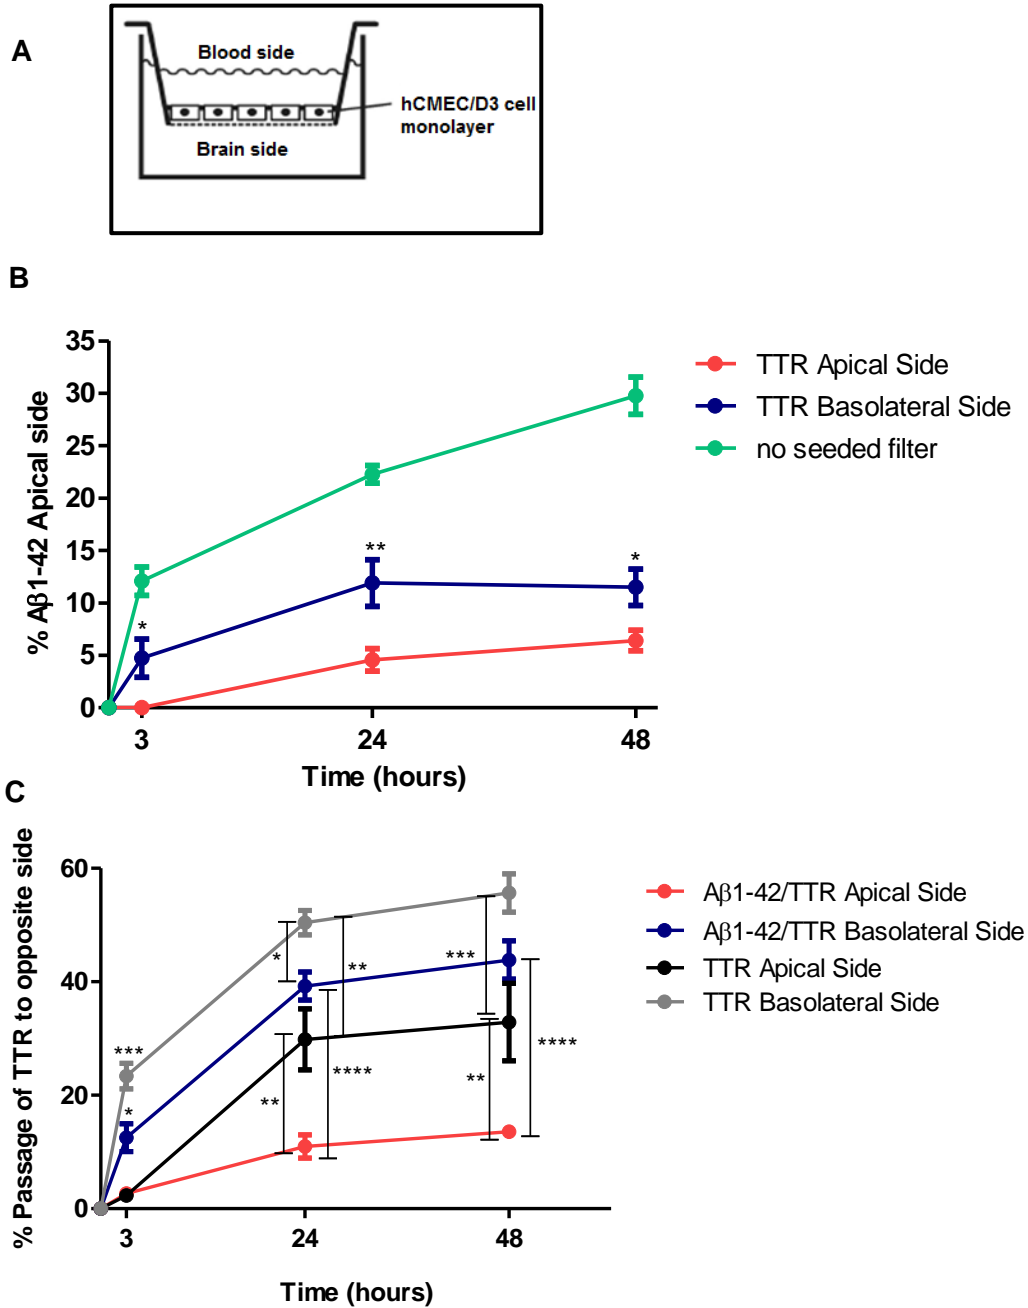 A
Blood side
hCMEC/D3 cell
monolayer
Brain side
B
% Aβ1-42 Apical side
35
30
25
20
15
10
5
0
*
**
*
3
24
48
Time (hours)
TTR Apical Side
TTR Basolateral Side
no seeded filter
C
% Passage of TTR to opposite side
60
40
20
0
***
*
*
**
**
****
***
**
****
3
24
48
Time (hours)
Aβ1-42/TTR Apical Side
Aβ1-42/TTR Basolateral Side
TTR Apical Side
TTR Basolateral Side